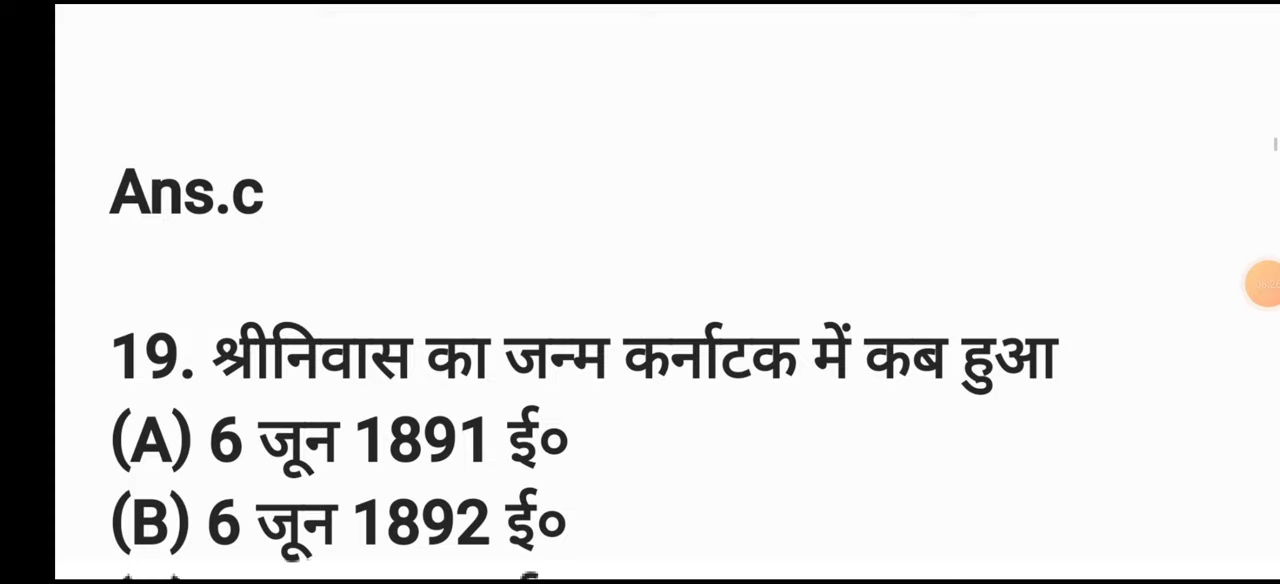 Ans.c
19. श्रीनिवास का जन्म कर्नाटक में कब हुआ
(A) 6 जून 1891 ई०
(B) 6 जून 1892 ई०